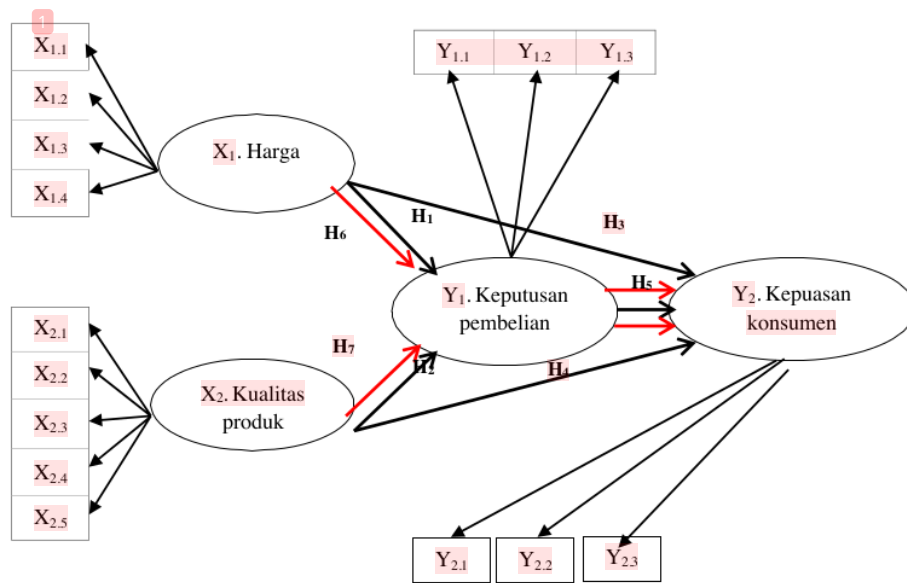 1
X1.1
X1.2
X1.3
X1.4
Y1.1 Y1.2 Y1.3
X1. Harga
H1
H6
H3
Y1. Keputusan
pembelian
H5
Y2. Kepuasan
konsumen
X2.1
X2.2
X2.3
X2.4
X2.5
H7
H2
H4
X2. Kualitas
produk
Y2.1 Y2.2 Y2.3